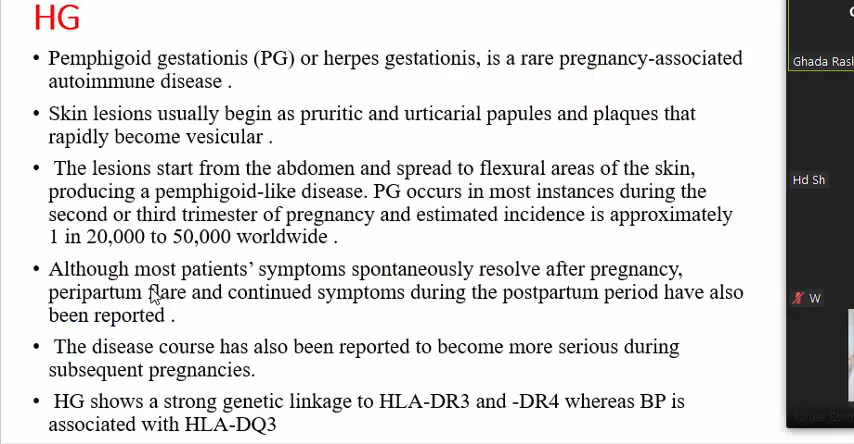 HG
• Pemphigoid gestationis (PG) or herpes gestationis, is a rare pregnancy-associated
autoimmune disease .
• Skin lesions usually begin as pruritic and urticarial papules and plaques that
rapidly become vesicular .
• The lesions start from the abdomen and spread to flexural areas of the skin,
producing a pemphigoid-like disease. PG occurs in most instances during the
second or third trimester of pregnancy and estimated incidence is approximately
1 in 20,000 to 50,000 worldwide .
• Although most patients’ symptoms spontaneously resolve after pregnancy,
peripartum flare and continued symptoms during the postpartum period have also
been reported .
• The disease course has also been reported to become more serious during
subsequent pregnancies.
• HG shows a strong genetic linkage to HLA-DR3 and -DR4 whereas BP is
associated with HLA-DQ3
Ghada Rasl
Hd Sh
W